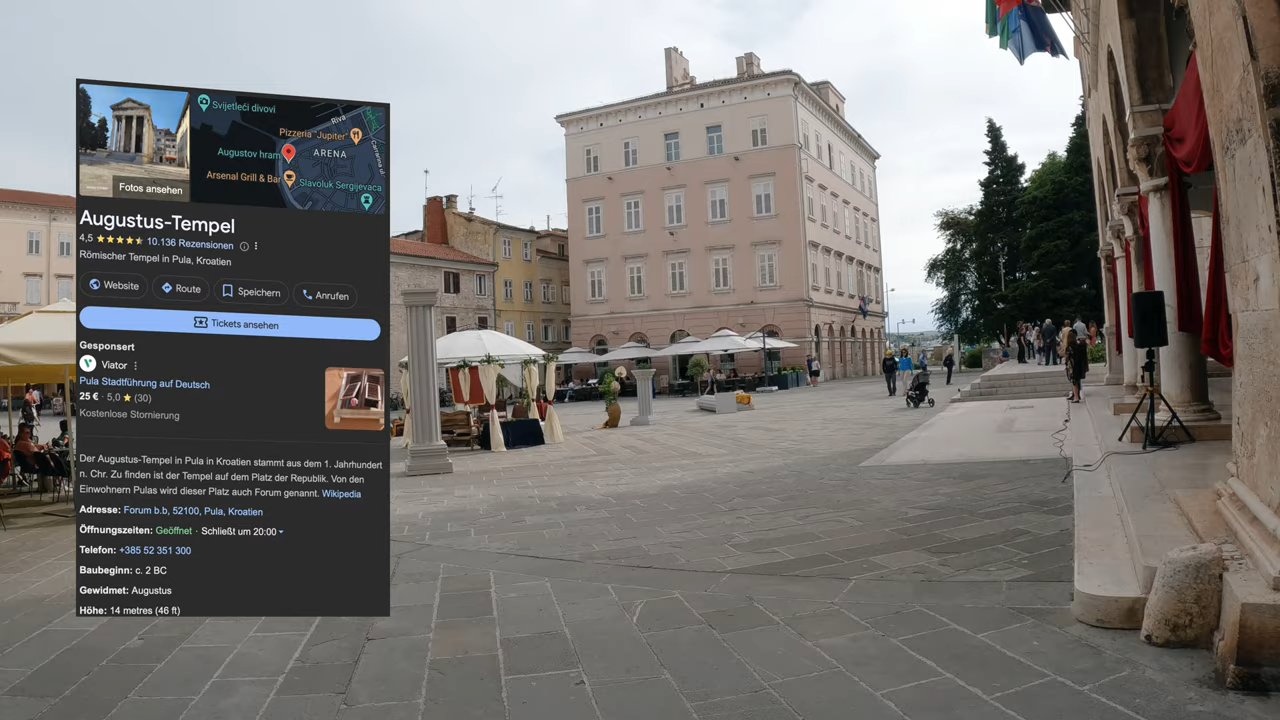 Svijetleći divovi
Riva
Pizzeria "Jupiter"
Augustov hram
ARENA
Arsenal Grill & Bar
Slavoluk Sergijevaca
Fotos ansehen
Augustus-Tempel
4,5 10.136 Rezensionen
Römischer Tempel in Pula, Kroatien
Website Route Speichern Anrufen
Tickets ansehen
Gesponsert
Viator
Pula Stadtführung auf Deutsch
25 € · 5,0 (30)
Kostenlose Stornierung
Der Augustus-Tempel in Pula in Kroatien stammt aus dem 1. Jahrhundert
n. Chr. Zu finden ist der Tempel auf dem Platz der Republik. Von den
Einwohnern Pulas wird dieser Platz auch Forum genannt. Wikipedia
Adresse: Forum b.b, 52100, Pula, Kroatien
Öffnungszeiten: Geöffnet · Schließt um 20:00
Telefon: +385 52 351 300
Baubeginn: c. 2 BC
Gewidmet: Augustus
Höhe: 14 metres (46 ft)